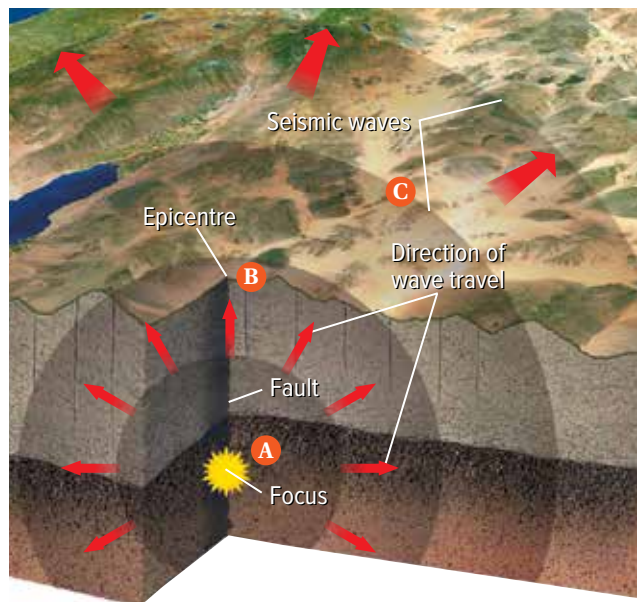 Seismic waves
C
Epicentre
B
Direction of
wave travel
Fault
A
Focus